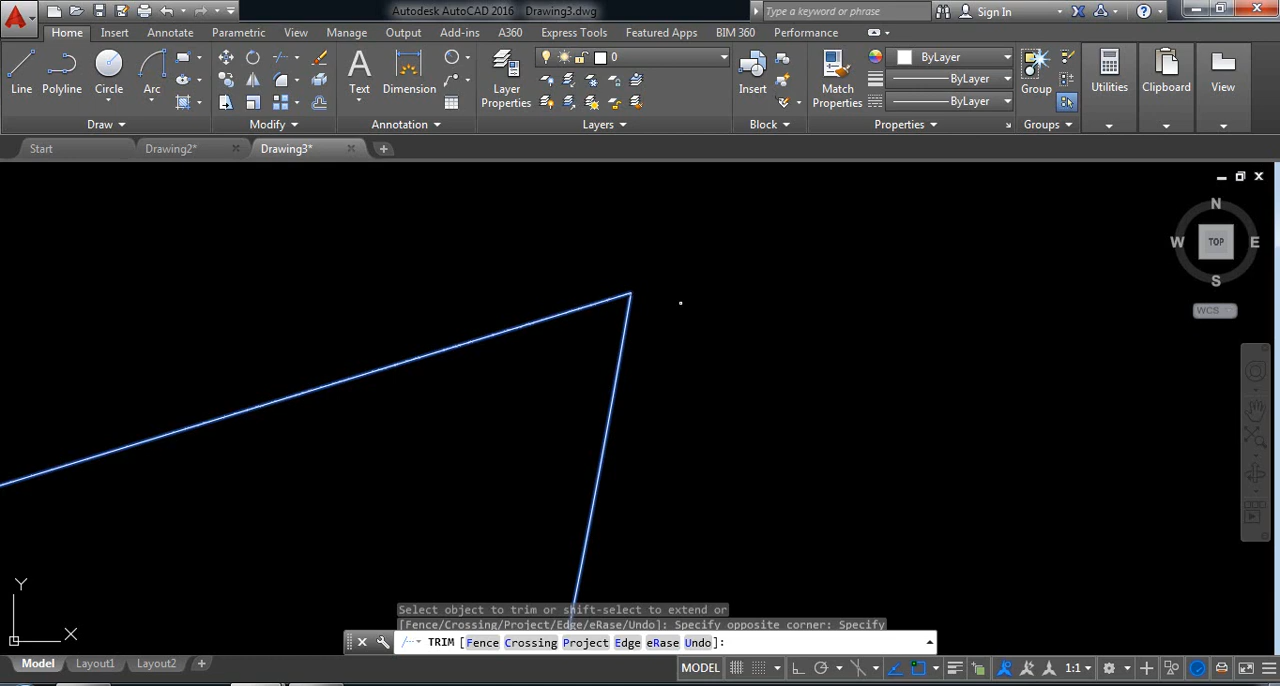 Autodesk AutoCAD 2016 Drawing3.dwg
Type a keyword or phrase
Sign In
Home Insert Annotate Parametric View Manage Output Add-ins A360 Express Tools Featured Apps BIM 360 Performance
0
ByLayer
ByLayer
ByLayer
Line Polyline Circle Arc
Text Dimension
Layer Properties
Insert
Match Properties
Group
Utilities
Clipboard
View
Draw Modify Annotation Layers Block Properties Groups
Start Drawing2* Drawing3*
N
W TOP E
S
WCS
Y
X
Select object to trim or shift-select to extend or
[Fence/Crossing/Project/Edge/eRase/Undo]: Specify opposite corner: Specify
TRIM [Fence Crossing Project Edge eRase Undo]:
Model Layout1 Layout2
MODEL
1:1